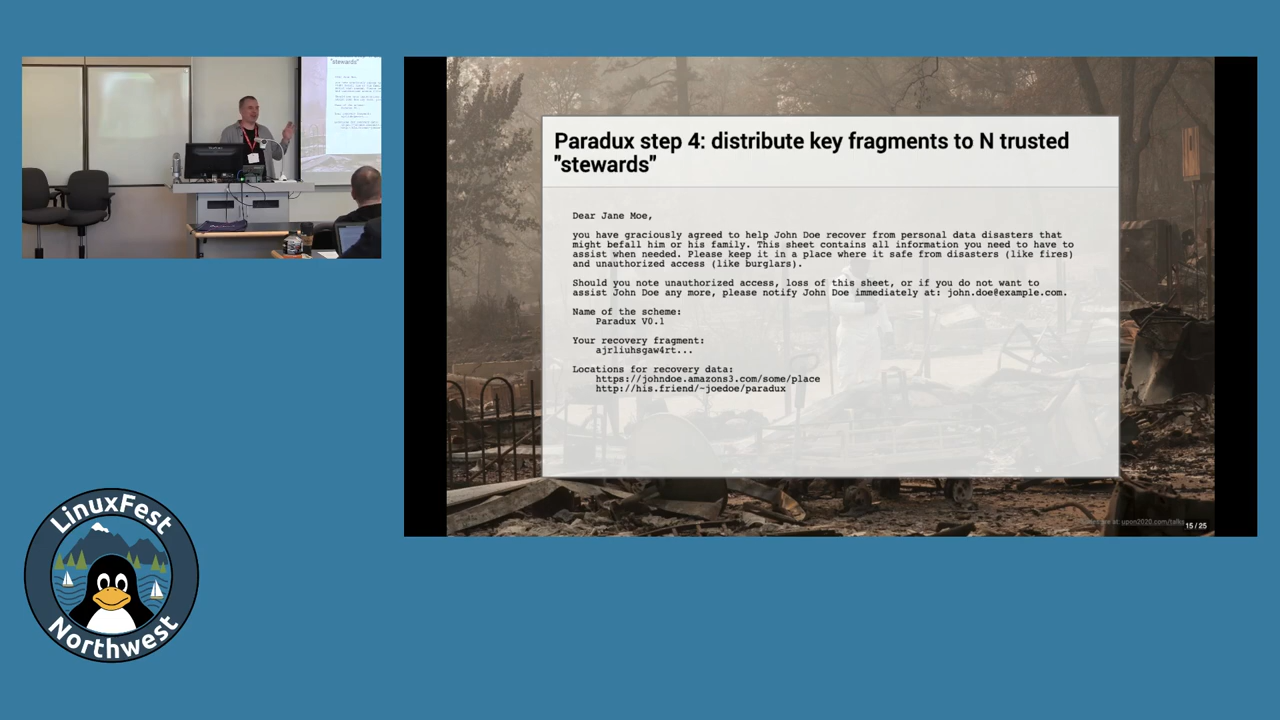 Paradux step 4: distribute key fragments to N trusted
"stewards"
Dear Jane Moe,
you have graciously agreed to help John Doe recover from personal data disasters that
might befall him or his family. This sheet contains all information you need to have to
assist when needed. Please keep it in a place where it safe from disasters (like fires)
and unauthorized access (like burglars).
Should you note unauthorized access, loss of this sheet, or if you do not want to
assist John Doe any more, please notify John Doe immediately at: john.doe@example.com.
Name of the scheme:
Paradux V0.1
Your recovery fragment:
ajrliuhsgaw4rt...
Locations for recovery data:
https://johndoe.amazons3.com/some/place
http://his.friend/~joedoe/paradux
are at: upon2020.com/talks
15 / 25
"stewards"
LinuxFest
Northwest